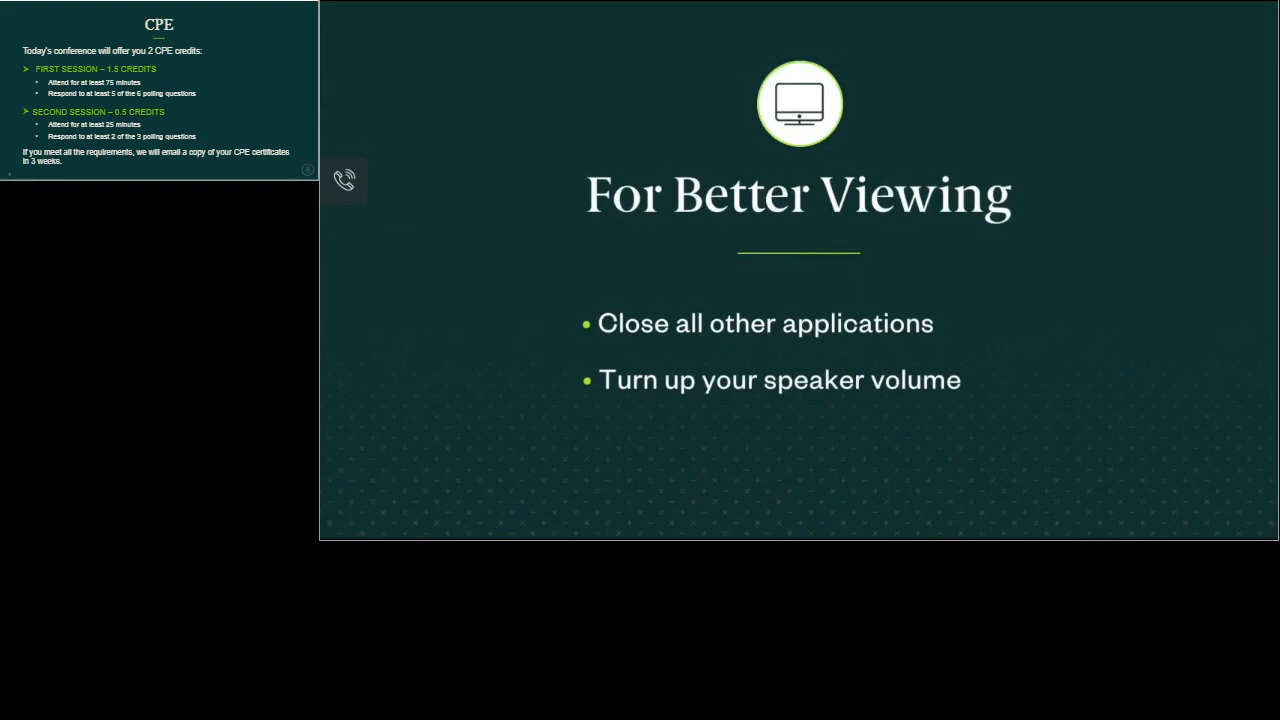 CPE
Today's conference will offer you 2 CPE credits:
➢ FIRST SESSION – 1.5 CREDITS
• Attend for at least 75 minutes
• Respond to at least 5 of the 6 polling questions
➢ SECOND SESSION – 0.5 CREDITS
• Attend for at least 25 minutes
• Respond to at least 2 of the 3 polling questions
If you meet all the requirements, we will email a copy of your CPE certificates
in 3 weeks.
For Better Viewing
• Close all other applications
• Turn up your speaker volume